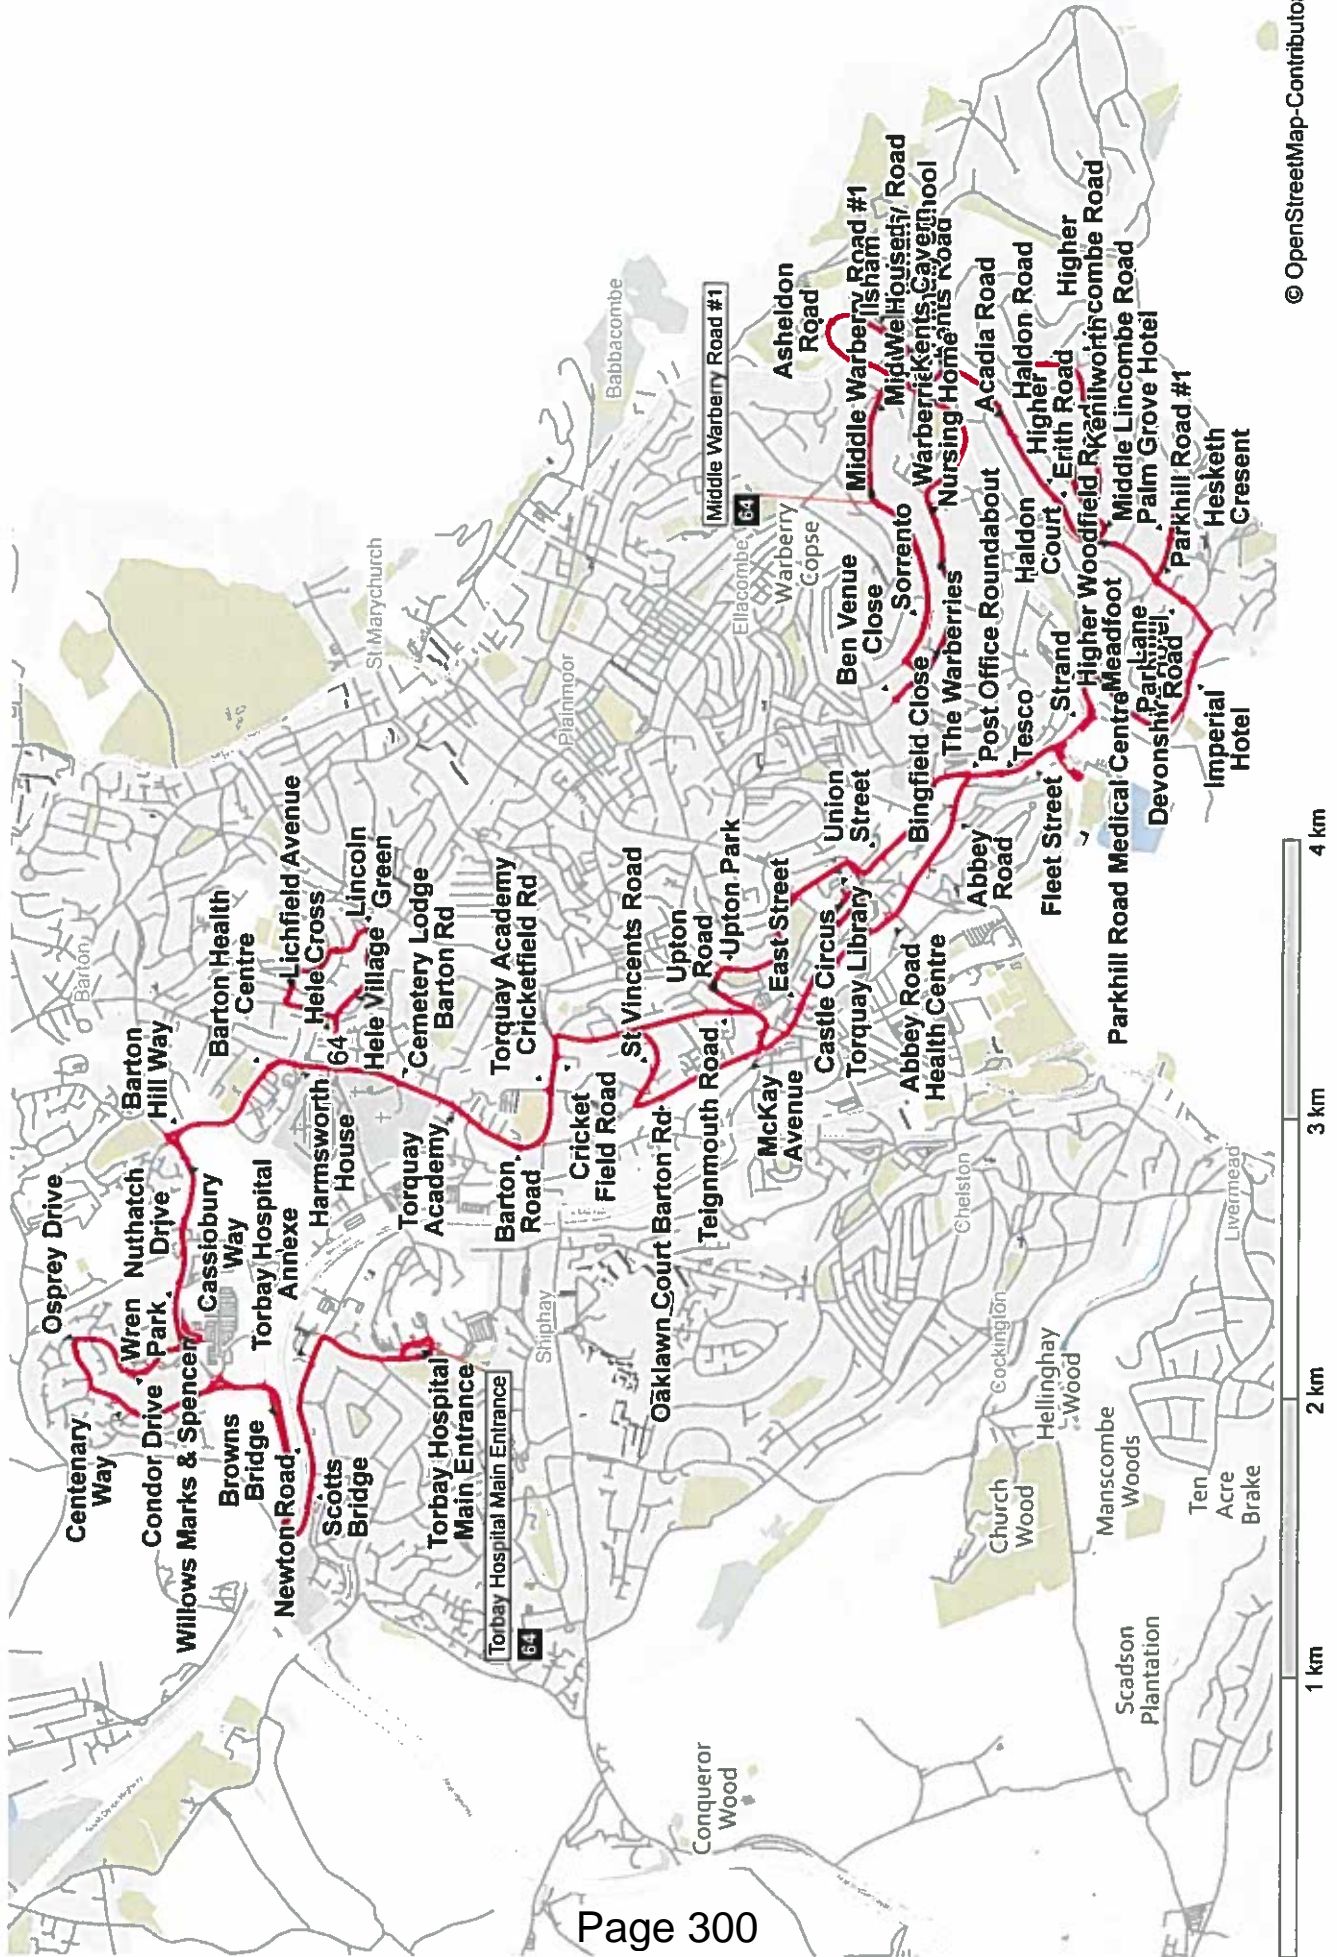 Osprey Drive
Centenary
Way
Wren
Park
Nuthatch
Drive
Condor Drive
Willows Marks & Spencer
Cassiobury
Way
Browns
Bridge
Torbay Hospital
Annexe
Newton Road
Scotts
Bridge
Torbay Hospital
Main Entrance
Torbay Hospital Main Entrance
64
Barton
Barton
Hill Way
Barton Health
Centre
Harmsworth
House
64
Lichfield Avenue
Hele Cross
Lincoln
Green
Hele Village
Cemetery Lodge
Barton Rd
Torquay
Academy
Torquay Academy
Cricketfield Rd
Barton
Road
Cricket
Field Road
St Vincents Road
Oaklawn Court Barton Rd
Teignmouth Road
Upton
Road
Upton Park
McKay
Avenue
East Street
Castle Circus
Torquay Library
Union
Street
Abbey Road
Health Centre
Abbey
Road
Bingfield Close
The Warberries
Ben Venue
Close
Sorrento
Post Office Roundabout
Tesco
Fleet Street
Strand
Haldon
Court
Higher Woodfield Road
Meadfoot
Lane
Park
Road
Parkhill Road Medical Centre
Imperial
Hotel
Hesketh
Cresent
Parkhill Road #1
Palm Grove Hotel
Middle Lincombe Road
Kenilworth
Higher
Erith Road
Higher
Haldon Road
Acadia Road
Nursing Home
Kents Cavern
Ilsham
Middle Warberry Road #1
Asheldon
Road
Middle Warberry Road #1
64
St Marychurch
Babbacombe
Plainmoor
Ellacombe
Warberry
Copse
Shiphay
Chelston
Cockington
Livermead
Hellinghay
Wood
Church
Wood
Manscombe
Woods
Ten
Acre
Brake
Scadson
Plantation
Conqueror
Wood
1 km
2 km
3 km
4 km
Page 300